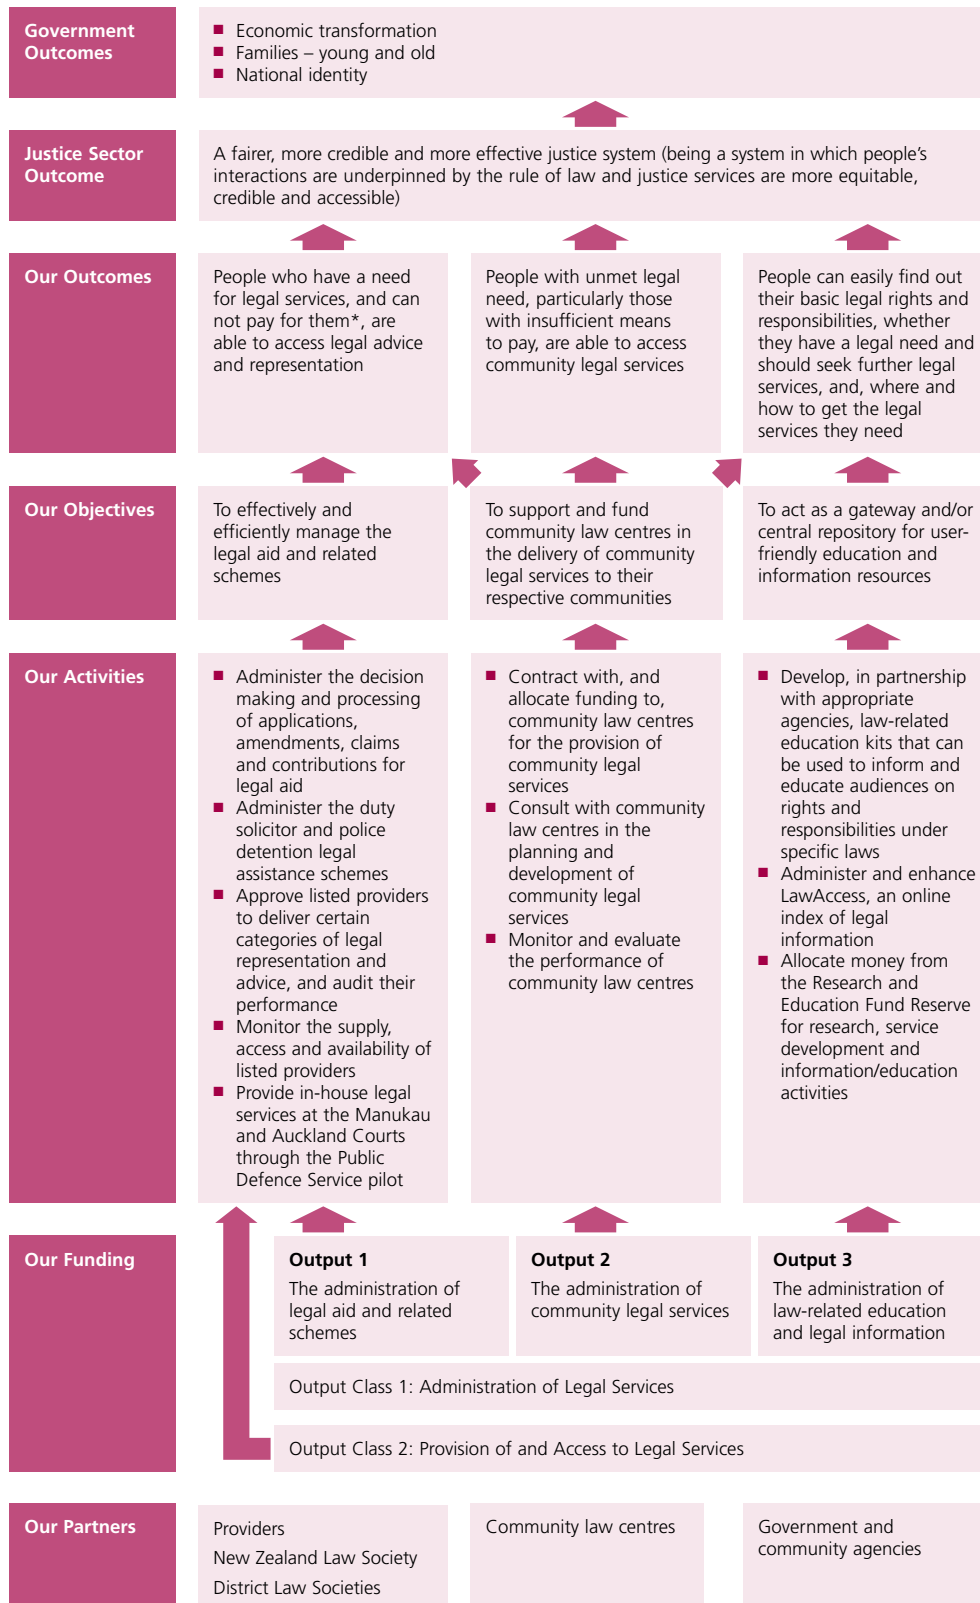 Government
Outcomes
■ Economic transformation
■ Families – young and old
■ National identity
Justice Sector
Outcome
A fairer, more credible and more effective justice system (being a system in which people's
interactions are underpinned by the rule of law and justice services are more equitable,
credible and accessible)
Our Outcomes
People who have a need
for legal services, and can
not pay for them*, are
able to access legal advice
and representation
People with unmet legal
need, particularly those
with insufficient means
to pay, are able to access
community legal services
People can easily find out
their basic legal rights and
responsibilities, whether
they have a legal need and
should seek further legal
services, and, where and
how to get the legal
services they need
Our Objectives
To effectively and
efficiently manage the
legal aid and related
schemes
To support and fund
community law centres in
the delivery of community
legal services to their
respective communities
To act as a gateway and/or
central repository for user-
friendly education and
information resources
Our Activities
■ Administer the decision
making and processing
of applications,
amendments, claims
and contributions for
legal aid
■ Administer the duty
solicitor and police
detention legal
assistance schemes
■ Approve listed providers
to deliver certain
categories of legal
representation and
advice, and audit their
performance
■ Monitor the supply,
access and availability of
listed providers
■ Provide in-house legal
services at the Manukau
and Auckland Courts
through the Public
Defence Service pilot
■ Contract with, and
allocate funding to,
community law centres
for the provision of
community legal
services
■ Consult with community
law centres in the
planning and
development of
community legal
services
■ Monitor and evaluate
the performance of
community law centres
■ Develop, in partnership
with appropriate
agencies, law-related
education kits that can
be used to inform and
educate audiences on
rights and
responsibilities under
specific laws
■ Administer and enhance
LawAccess, an online
index of legal
information
■ Allocate money from
the Research and
Education Fund Reserve
for research, service
development and
information/education
activities
Our Funding
Output 1
The administration of
legal aid and related
schemes
Output 2
The administration of
community legal services
Output 3
The administration of
law-related education
and legal information
Output Class 1: Administration of Legal Services
Output Class 2: Provision of and Access to Legal Services
Our Partners
Providers
New Zealand Law Society
District Law Societies
Community law centres
Government and
community agencies